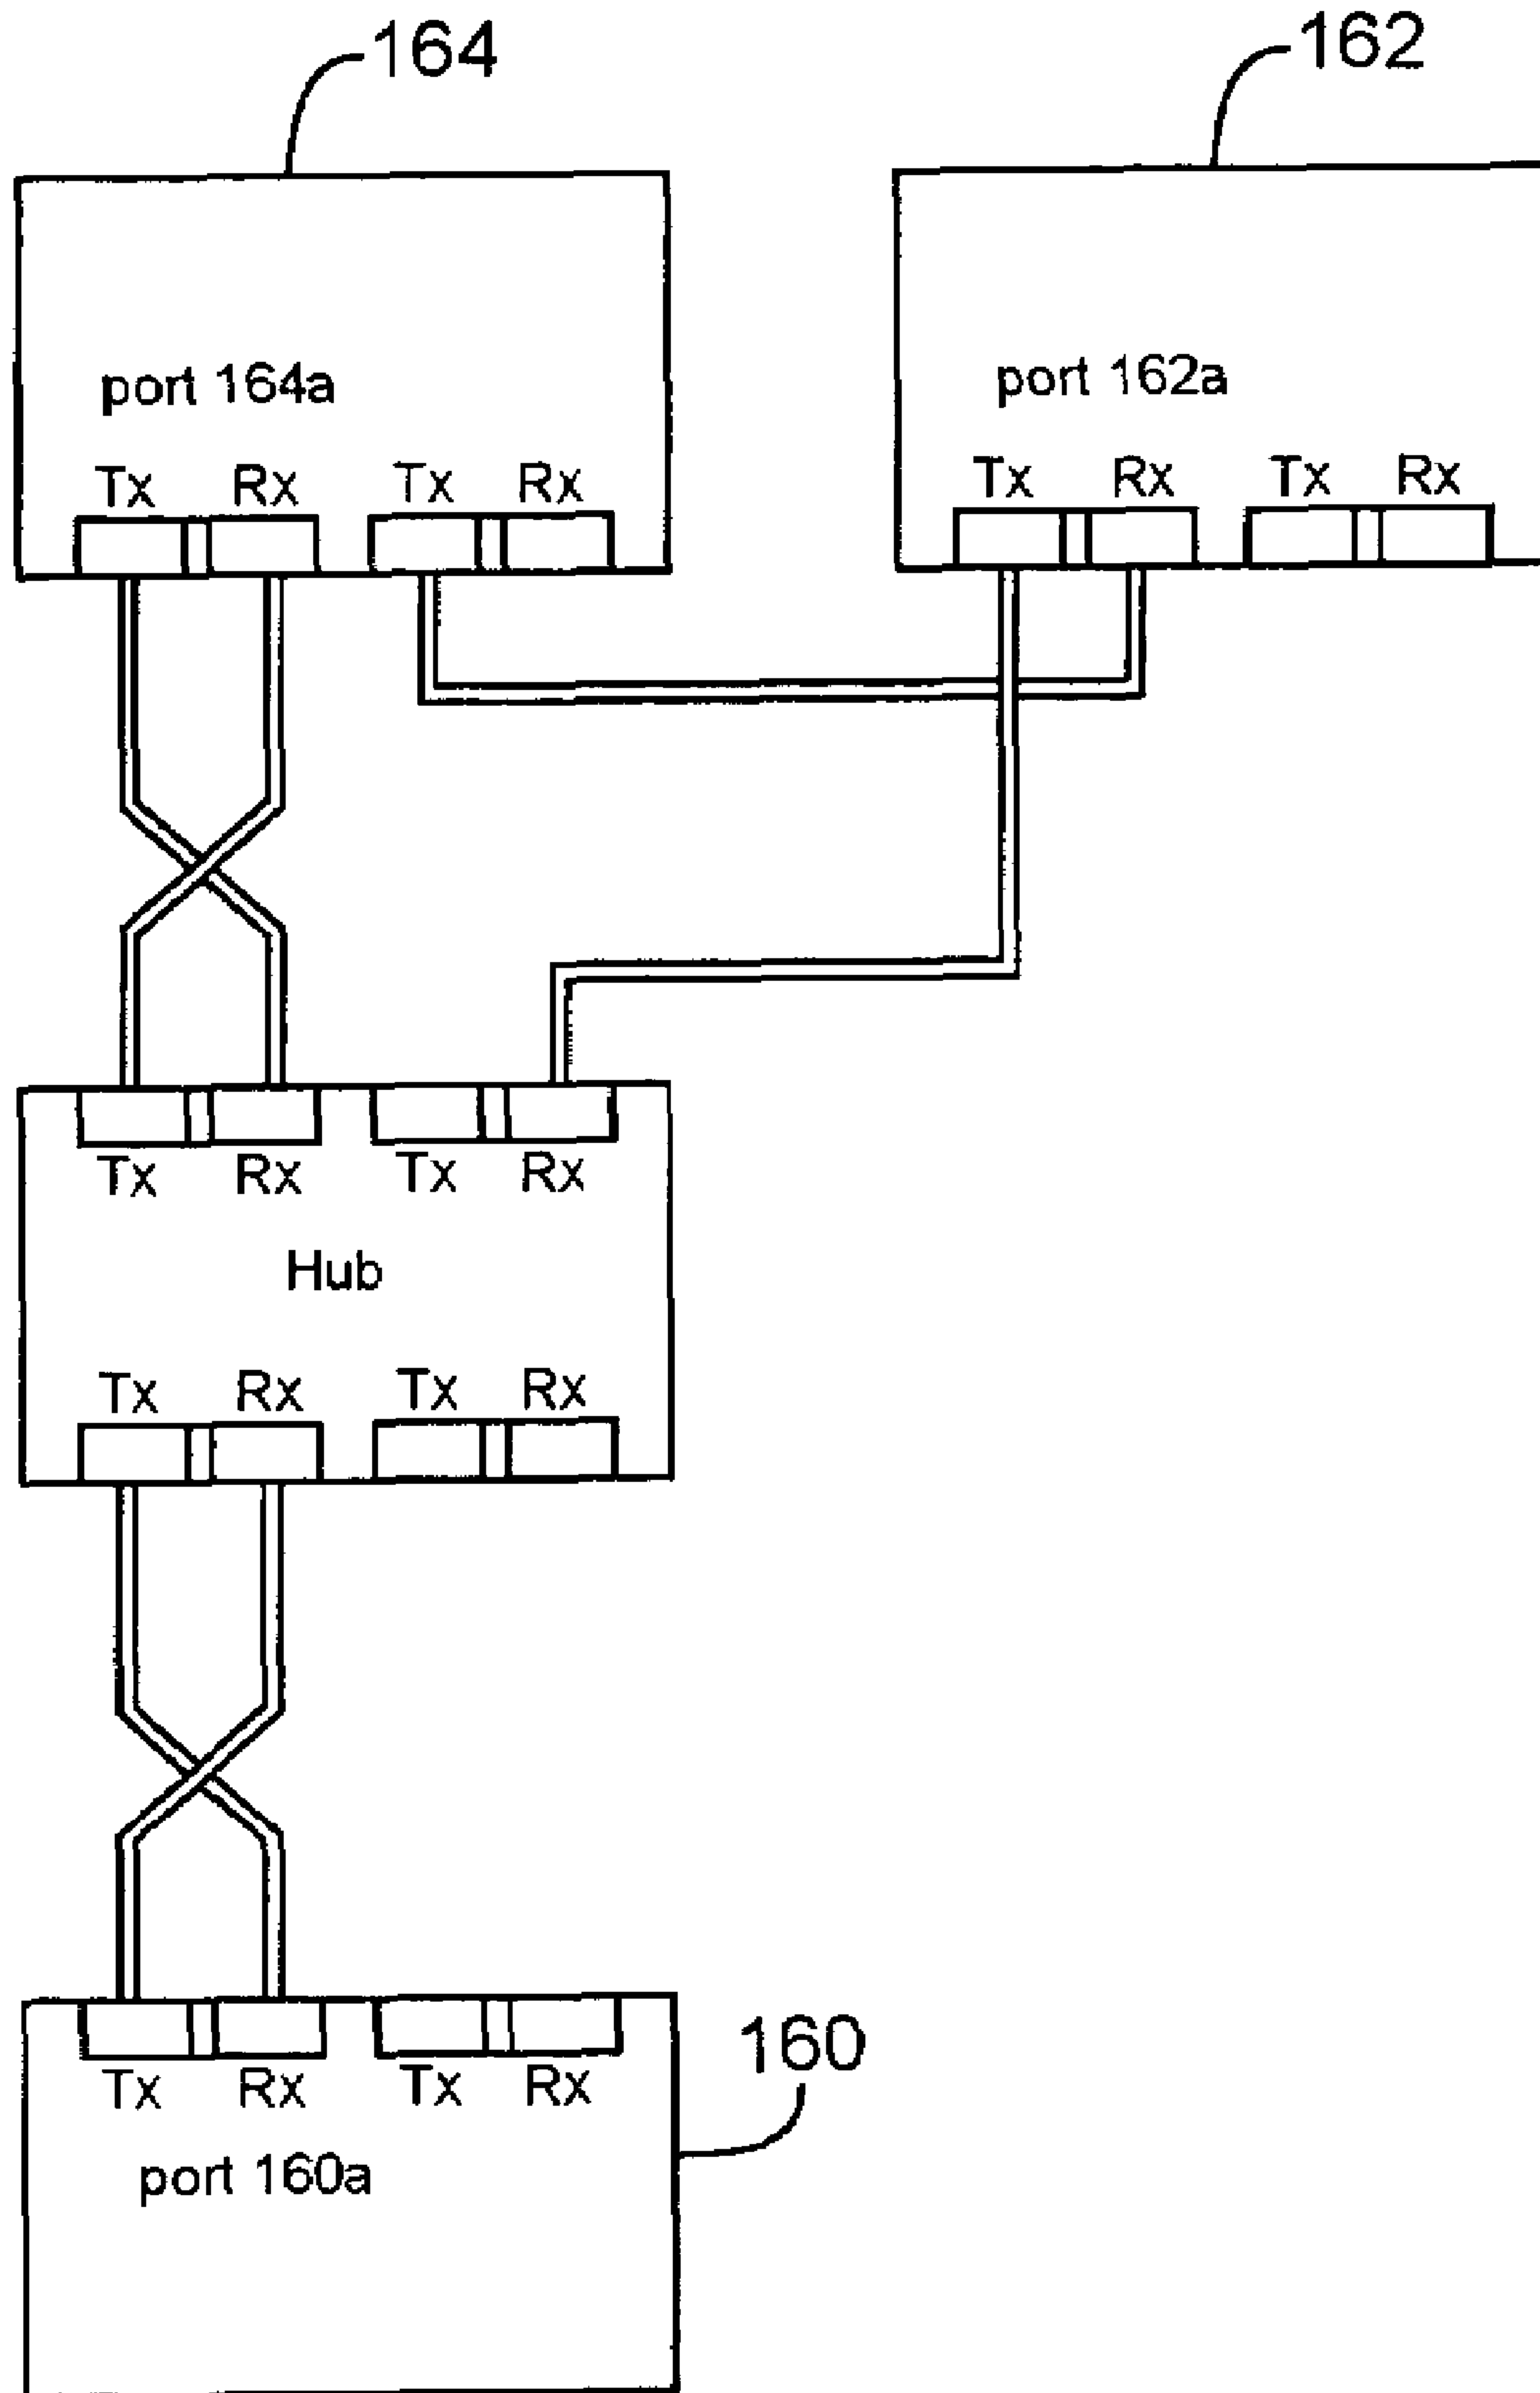 164
162
port 164a
port 162a
Tx Rx Tx Rx
Tx Rx Tx Rx
Tx Rx Tx Rx
Hub
Tx Rx Tx Rx
160
Tx Rx Tx Rx
port 160a